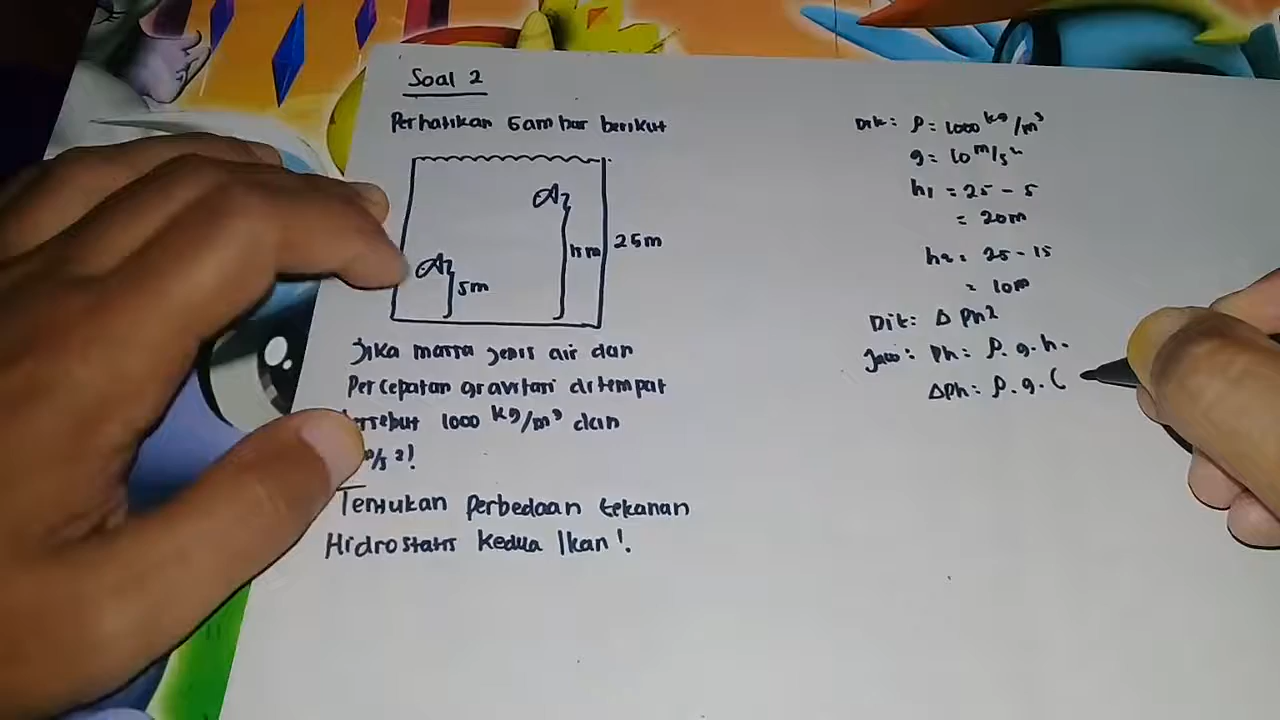 Soal 2
Perhatikan Gambar berikut
15m
25m
5m
Jika massa jenis air dan
Percepatan gravitasi ditempat
tersebut 1000 kg/m³ dan
m/s²!
Tentukan Perbedaan tekanan
Hidrostatis Kedua Ikan!
Dik: ρ = 1000 kg/m³
g = 10 m/s²
h₁ = 25 - 5
= 20m
h₂ = 25 - 15
= 10m
Dit: Δ Ph?
Jaw: Ph = ρ. g. h.
ΔPh = ρ. g. (